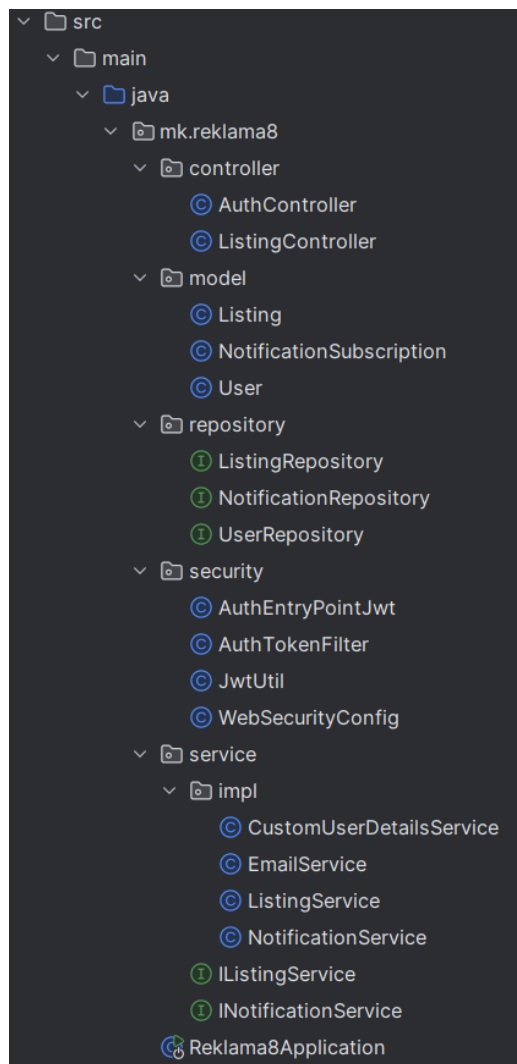 src
main
java
mk.reklama8
controller
AuthController
ListingController
model
Listing
NotificationSubscription
User
repository
ListingRepository
NotificationRepository
UserRepository
security
AuthEntryPointJwt
AuthTokenFilter
JwtUtil
WebSecurityConfig
service
impl
CustomUserDetailsService
EmailService
ListingService
NotificationService
IListingService
INotificationService
Reklama8Application